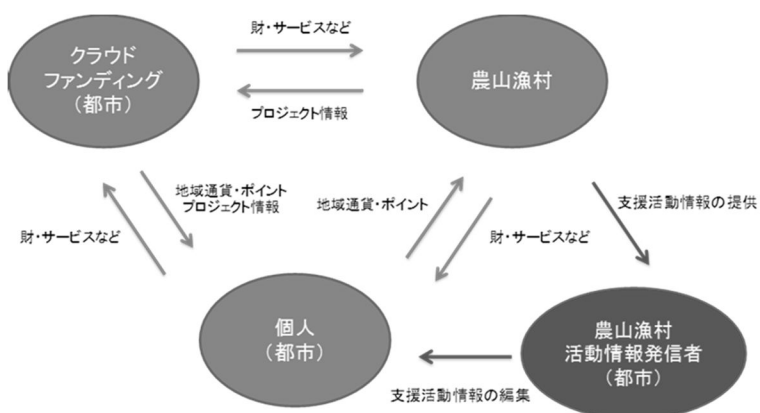 財・サービスなど
クラウド
ファンディング
（都市）
農山漁村
プロジェクト情報
地域通貨・ポイント
プロジェクト情報
地域通貨・ポイント
支援活動情報の提供
財・サービスなど
財・サービスなど
個人
（都市）
農山漁村
活動情報発信者
（都市）
支援活動情報の編集